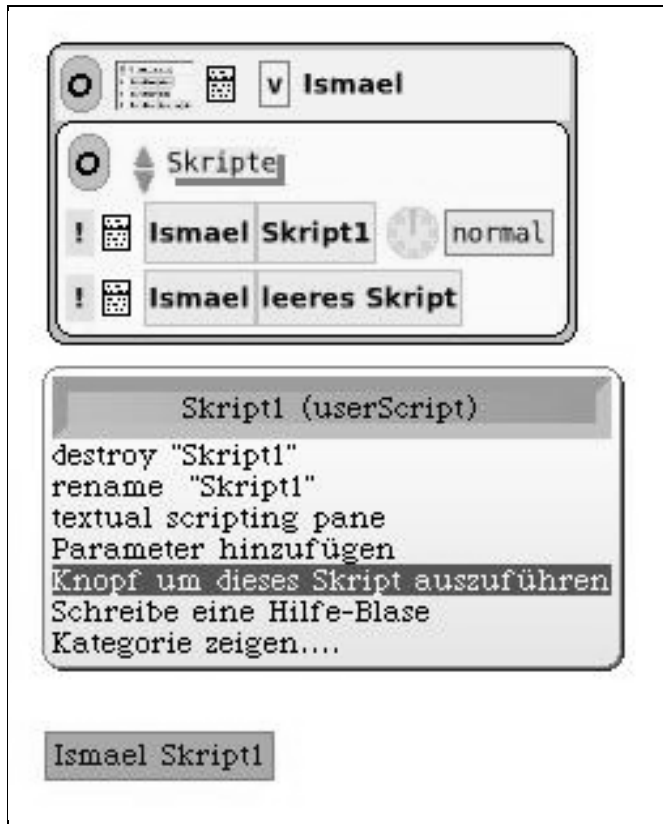 v Ismael
Skripte
! Ismael Skript1 normal
! Ismael leeres Skript
Skript1 (userScript)
destroy "Skript1"
rename "Skript1"
textual scripting pane
Parameter hinzufügen
Knopf um dieses Skript auszuführen
Schreibe eine Hilfe-Blase
Kategorie zeigen....
Ismael Skript1